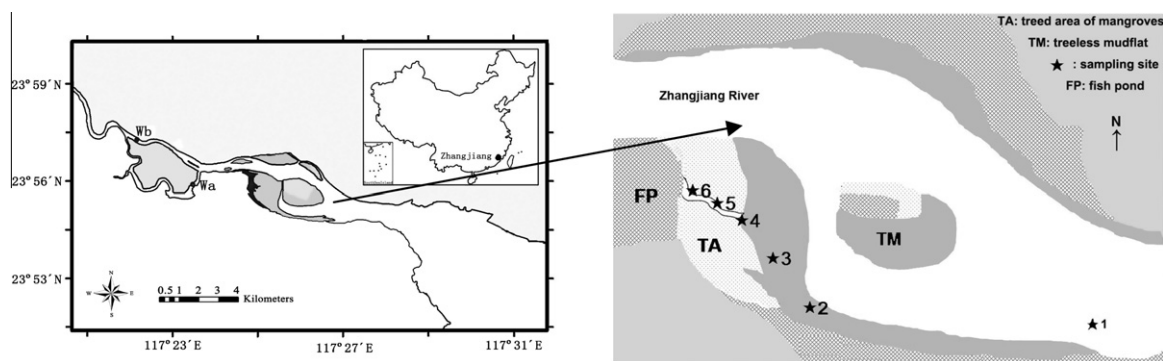 23°59′N
23°56′N
23°53′N
117°23′E
117°27′E
117°31′E
Wb
Wa
Zhangjiang
N
W
E
S
0.5 1 2 3 4
Kilometers
TA: treed area of mangroves
TM: treeless mudflat
★ : sampling site
FP: fish pond
Zhangjiang River
N
FP
6
5
4
TA
3
TM
2
1